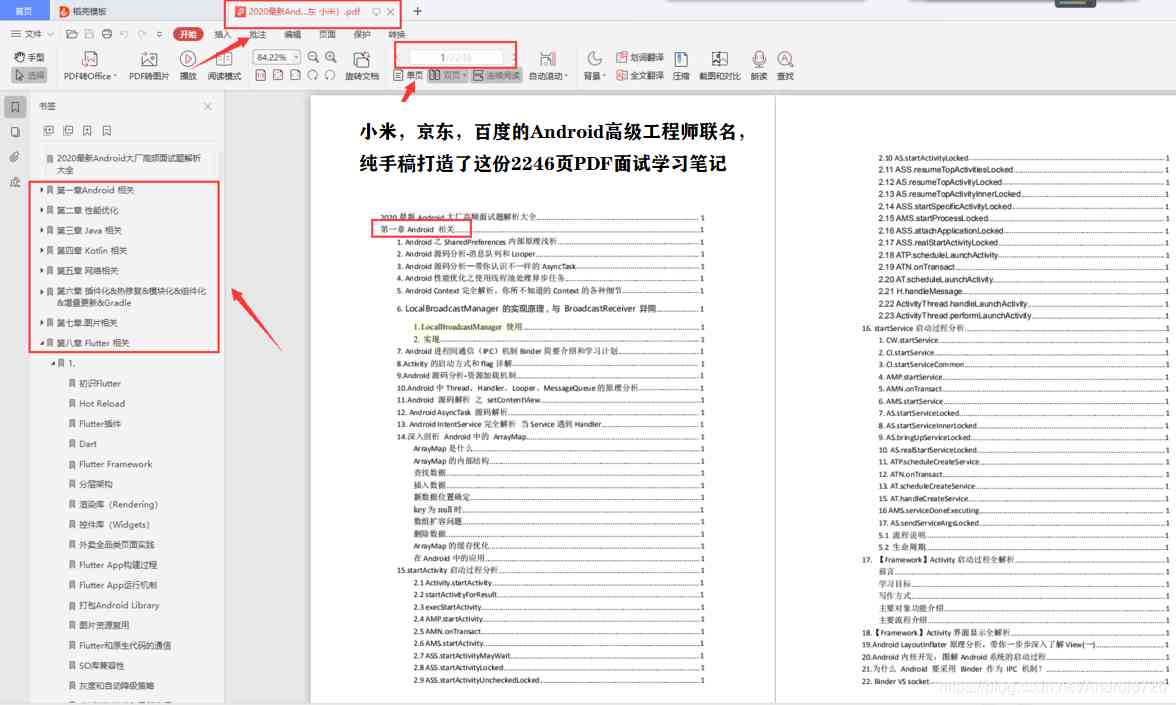 首页
稻壳模板
2020最新And...东 小米）.pdf
三 文件
开始
插入
批注
编辑
页面
保护
转换
手型
选择
PDF转Office
PDF转图片
播放
阅读模式
84.22%
旋转文档
1/2246
单页
双页
连续阅读
自动滚动
背景
划词翻译
全文翻译
压缩
截图和对比
朗读
查找
书签
2020最新Android大厂高频面试题解析
大全
第一章Android 相关
第二章 性能优化
第三章 Java 相关
第四章 Kotlin 相关
第五章 网络相关
第六章 插件化&热修复&模块化&组件化
&增量更新&Gradle
第七章.图片相关
第八章 Flutter 相关
1.
初识Flutter
Hot Reload
Flutter插件
Dart
Flutter Framework
分层架构
渲染库（Rendering）
控件库（Widgets）
外卖全品类页面实践
Flutter App构建过程
Flutter App运行机制
打包Android Library
图片资源复用
Flutter和原生代码的通信
SO库兼容性
灰度和自动降级策略
小米，京东，百度的Android高级工程师联名，
纯手稿打造了这份2246页PDF面试学习笔记
2020 最新 Android 大厂高频面试题解析大全 1
第一章 Android 相关 1
1. Android 之 SharedPreferences 内部原理浅析 1
2. Android 源码分析-消息队列和 Looper 1
3. Android 源码分析一带你认识不一样的 AsyncTask 1
4. Android 性能优化之使用线程池处理异步任务 1
5. Android Context 完全解析，你所不知道的 Context 的各种细节 1
6. LocalBroadcastManager 的实现原理，与 BroadcastReceiver 异同 1
1.LocalBroadcastManager 使用 1
2. 实现 1
7. Android 进程间通信（IPC）机制 Binder 简要介绍和学习计划 1
8.Activity 的启动方式和 flag 详解 1
9.Android 源码分析-资源加载机制 1
10.Android 中 Thread、Handler、Looper、MessageQueue 的原理分析 1
11.Android 源码解析 之 setContentView 1
12. Android AsyncTask 源码解析 1
13. Android IntentService 完全解析 当 Service 遇到 Handler 1
14.深入剖析 Android 中的 ArrayMap 1
ArrayMap 是什么 1
ArrayMap 的内部结构 1
查找数据 1
插入数据 1
新数据位置确定 1
key 为 null 时 1
数组扩容问题 1
删除数据 1
ArrayMap 的缓存优化 1
在 Android 中的应用 1
15.startActivity 启动过程分析 1
2.1 Activity.startActivity 1
2.2 startActivityForResult 1
2.3 execStartActivity 1
2.4 AMP.startActivity 1
2.5 AMN.onTransact 1
2.6 AMS.startActivity 1
2.7 ASS.startActivityMayWait 1
2.8 ASS.startActivityLocked 1
2.9 ASS.startActivityUncheckedLocked 1
2.10 AS.startActivityLocked 1
2.11 ASS.resumeTopActivitiesLocked 1
2.12 AS.resumeTopActivityLocked 1
2.13 AS.resumeTopActivityInnerLocked 1
2.14 ASS.startSpecificActivityLocked 1
2.15 AMS.startProcessLocked 1
2.16 ASS.attachApplicationLocked 1
2.17 ASS.realStartActivityLocked 1
2.18 ATP.scheduleLaunchActivity 1
2.19 ATN.onTransact 1
2.20 AT.scheduleLaunchActivity 1
2.21 H.handleMessage 1
2.22 ActivityThread.handleLaunchActivity 1
2.23 ActivityThread.performLaunchActivity 1
16. startService 启动过程分析 1
1. CW.startService 1
2. CI.startService 1
3. CI.startServiceCommon 1
4. AMP.startService 1
5. AMN.onTransact 1
6. AMS.startService 1
7. AS.startServiceLocked 1
8. AS.startServiceInnerLocked 1
9. AS.bringUpServiceLocked 1
10. AS.realStartServiceLocked 1
11. ATP.scheduleCreateService 1
12. ATN.onTransact 1
13. AT.scheduleCreateService 1
15. AT.handleCreateService 1
16 AMS.serviceDoneExecuting 1
17. AS.sendServiceArgsLocked 1
5.1 流程说明 1
5.2 生命周期 1
17. 【Framework】Activity 启动过程全解析 1
前言 1
学习目标 1
写作方式 1
主要对象功能介绍 1
主要流程介绍 1
18.【Framework】Activity 界面显示全解析 1
19.Android LayoutInflater 原理分析，带你一步步深入了解 View(一) 1
20.Android 内核开发：图解 Android 系统的启动过程 1
21.为什么 Android 要采用 Binder 作为 IPC 机制？ 1
22. Binder VS socket 1
https://blog.csdn.net/Android720